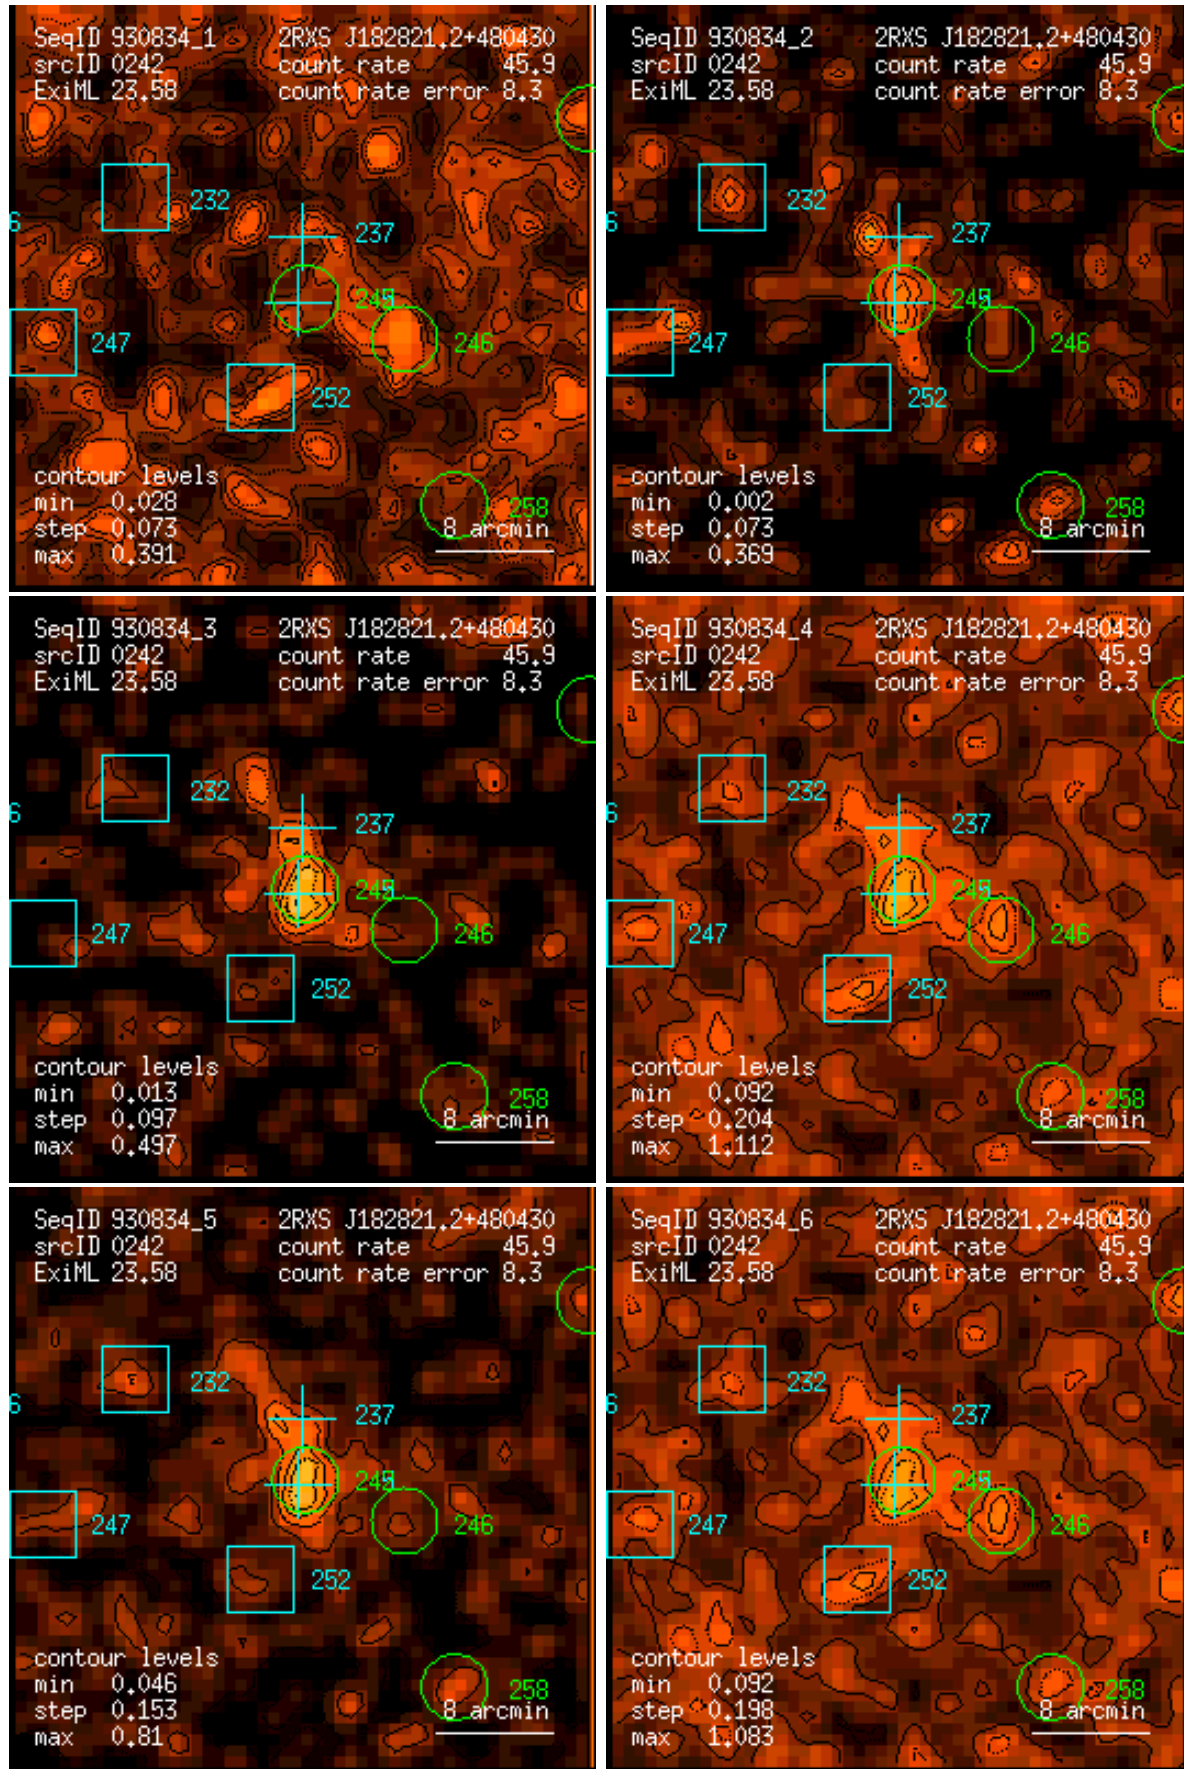 SeqID 930834_1 2RXS J182821.2+480430
srcID 0242 count rate 45.9
ExiML 23.58 count rate error 8.3
232
6
237
245
247
246
252
contour levels
min 0.028
step 0.073
max 0.391
258
8 arcmin
SeqID 930834_2 2RXS J182821.2+480430
srcID 0242 count rate 45.9
ExiML 23.58 count rate error 8.3
232
6
237
245
247
246
252
contour levels
min 0.002
step 0.073
max 0.369
258
8 arcmin
SeqID 930834_3 2RXS J182821.2+480430
srcID 0242 count rate 45.9
ExiML 23.58 count rate error 8.3
232
6
237
245
247
246
252
contour levels
min 0.013
step 0.097
max 0.497
258
8 arcmin
SeqID 930834_4 2RXS J182821.2+480430
srcID 0242 count rate 45.9
ExiML 23.58 count rate error 8.3
232
6
237
245
247
246
252
contour levels
min 0.092
step 0.204
max 1.112
258
8 arcmin
SeqID 930834_5 2RXS J182821.2+480430
srcID 0242 count rate 45.9
ExiML 23.58 count rate error 8.3
232
6
237
245
247
246
252
contour levels
min 0.046
step 0.153
max 0.81
258
8 arcmin
SeqID 930834_6 2RXS J182821.2+480430
srcID 0242 count rate 45.9
ExiML 23.58 count rate error 8.3
232
6
237
245
247
246
252
contour levels
min 0.092
step 0.198
max 1.083
258
8 arcmin